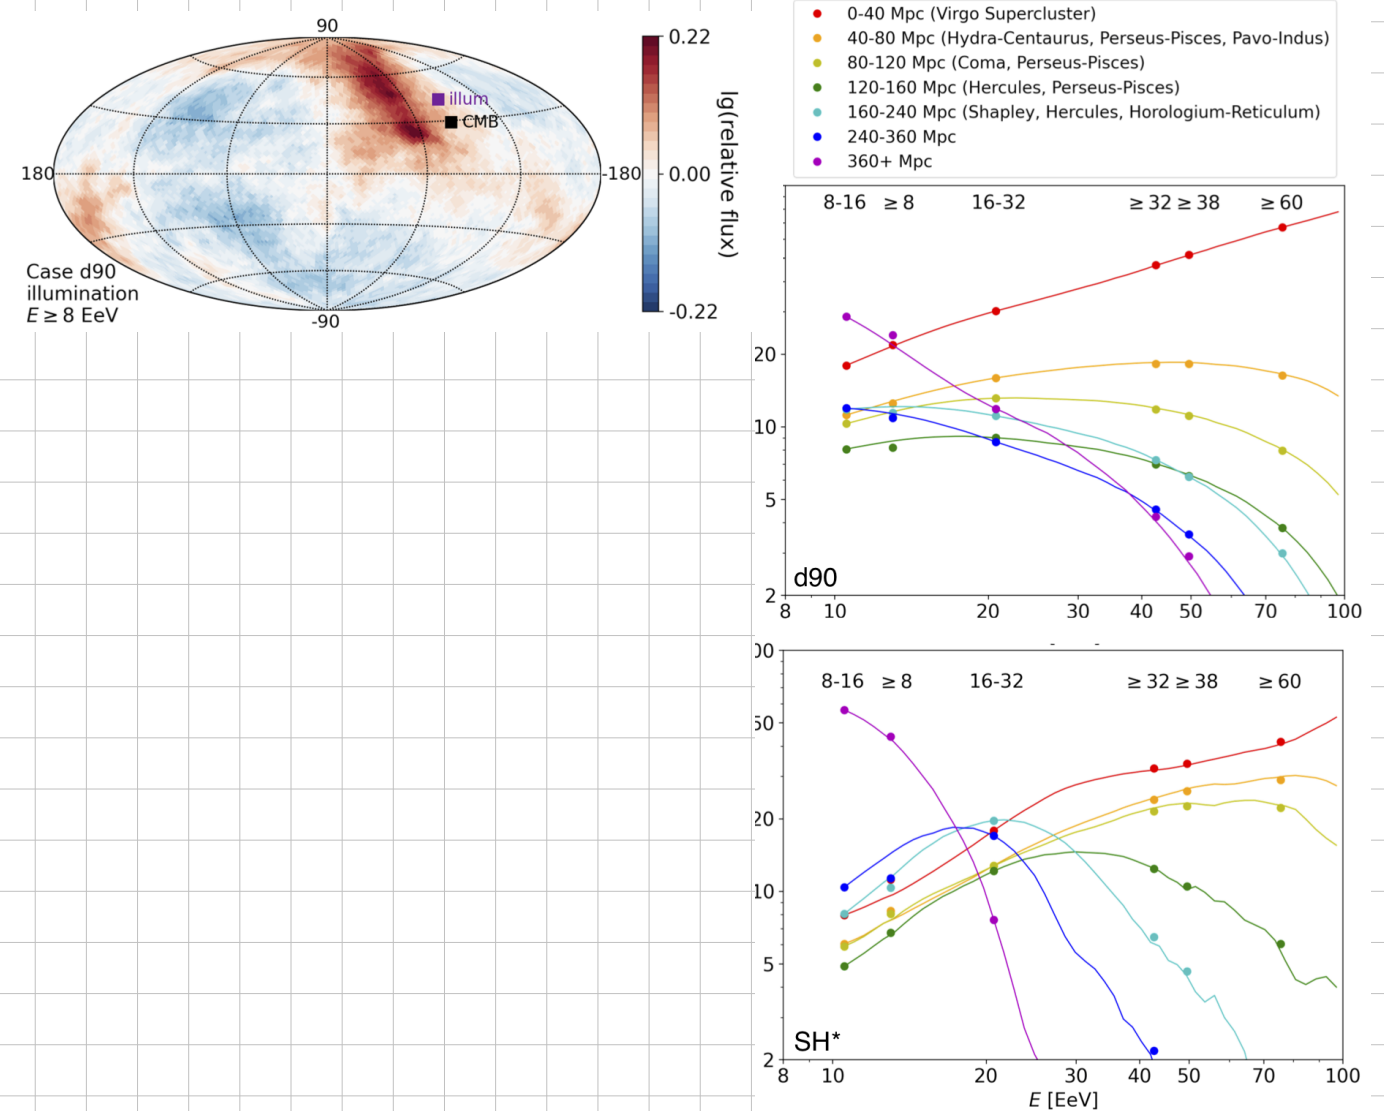 90
0.22
illum
CMB
180
-180
0.00
lg(relative flux)
Case d90
illumination
E ≥ 8 EeV
-90
-0.22
0-40 Mpc (Virgo Supercluster)
40-80 Mpc (Hydra-Centaurus, Perseus-Pisces, Pavo-Indus)
80-120 Mpc (Coma, Perseus-Pisces)
120-160 Mpc (Hercules, Perseus-Pisces)
160-240 Mpc (Shapley, Hercules, Horologium-Reticulum)
240-360 Mpc
360+ Mpc
8-16 ≥ 8 16-32 ≥ 32 ≥ 38 ≥ 60
20
10
5
d90
2
8 10 20 30 40 50 70 100
00
8-16 ≥ 8 16-32 ≥ 32 ≥ 38 ≥ 60
50
20
10
5
SH*
2
8 10 20 30 40 50 70 100
E [EeV]